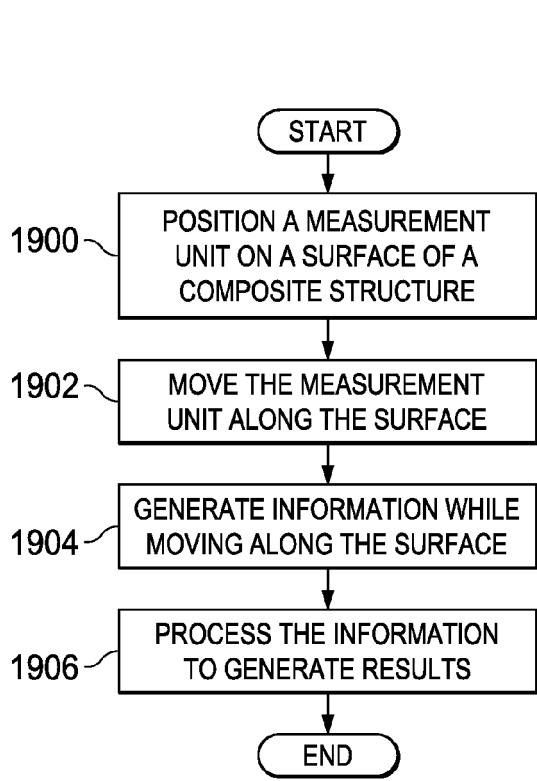 START
1900
POSITION A MEASUREMENT
UNIT ON A SURFACE OF A
COMPOSITE STRUCTURE
1902
MOVE THE MEASUREMENT
UNIT ALONG THE SURFACE
1904
GENERATE INFORMATION WHILE
MOVING ALONG THE SURFACE
1906
PROCESS THE INFORMATION
TO GENERATE RESULTS
END